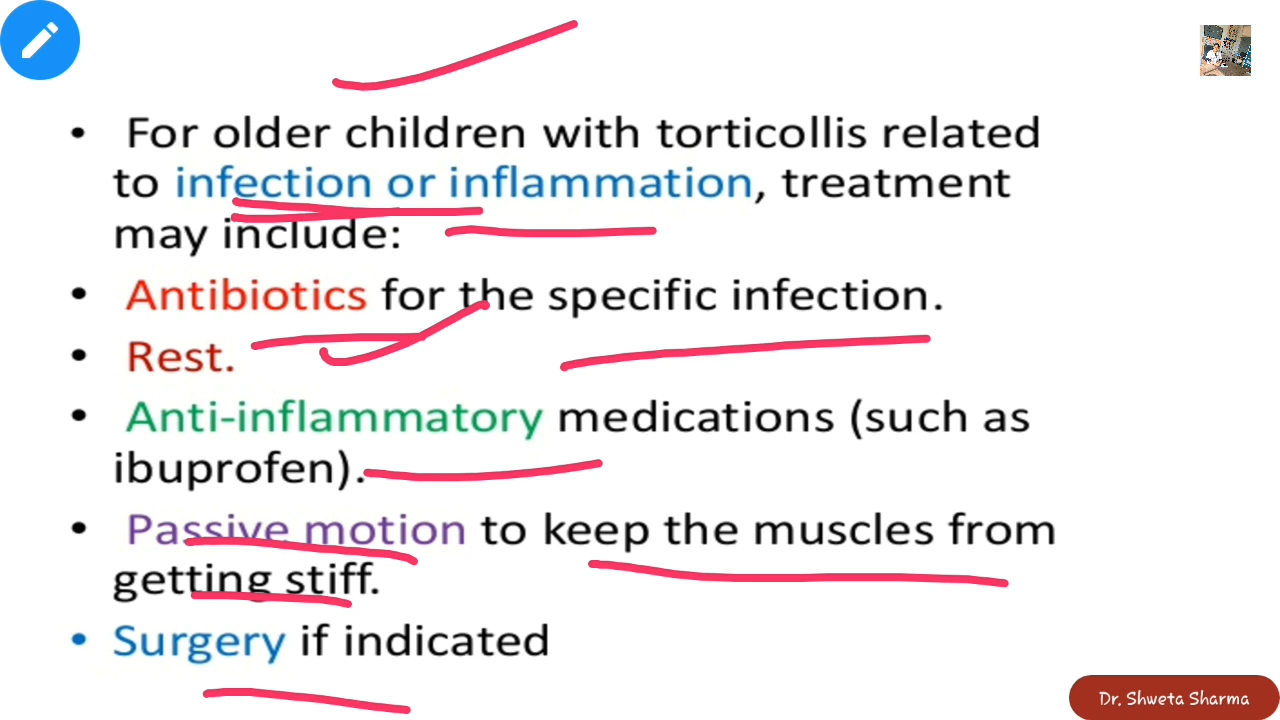 • For older children with torticollis related
to infection or inflammation, treatment
may include:
• Antibiotics for the specific infection.
• Rest.
• Anti-inflammatory medications (such as
ibuprofen).
• Passive motion to keep the muscles from
getting stiff.
• Surgery if indicated
Dr. Shweta Sharma